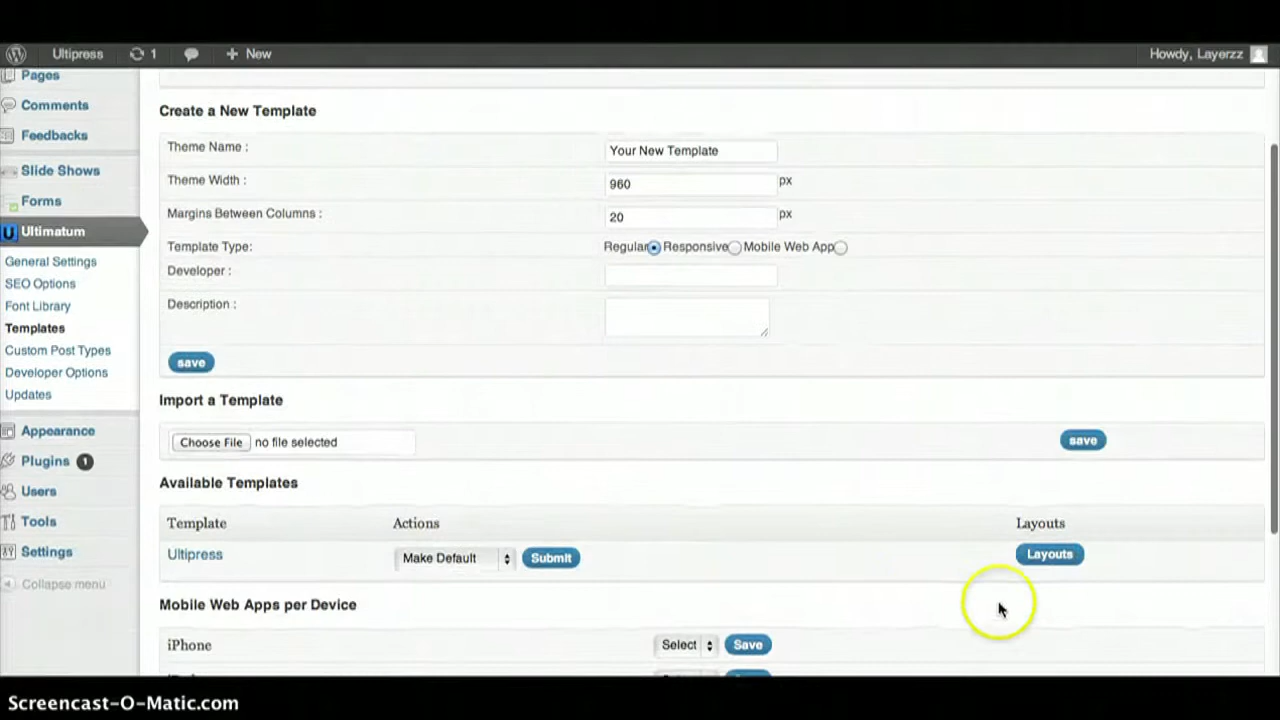 Ultipress 1 + New Howdy, Layerzz
Pages
Comments
Feedbacks
Slide Shows
Forms
Ultimatum
General Settings
SEO Options
Font Library
Templates
Custom Post Types
Developer Options
Updates
Appearance
Plugins 1
Users
Tools
Settings
Collapse menu
Create a New Template
Theme Name : Your New Template
Theme Width : 960 px
Margins Between Columns : 20 px
Template Type: Regular Responsive Mobile Web App
Developer :
Description :
save
Import a Template
Choose File no file selected save
Available Templates
Template Actions Layouts
Ultipress Make Default Submit Layouts
Mobile Web Apps per Device
iPhone Select Save
Screencast-O-Matic.com